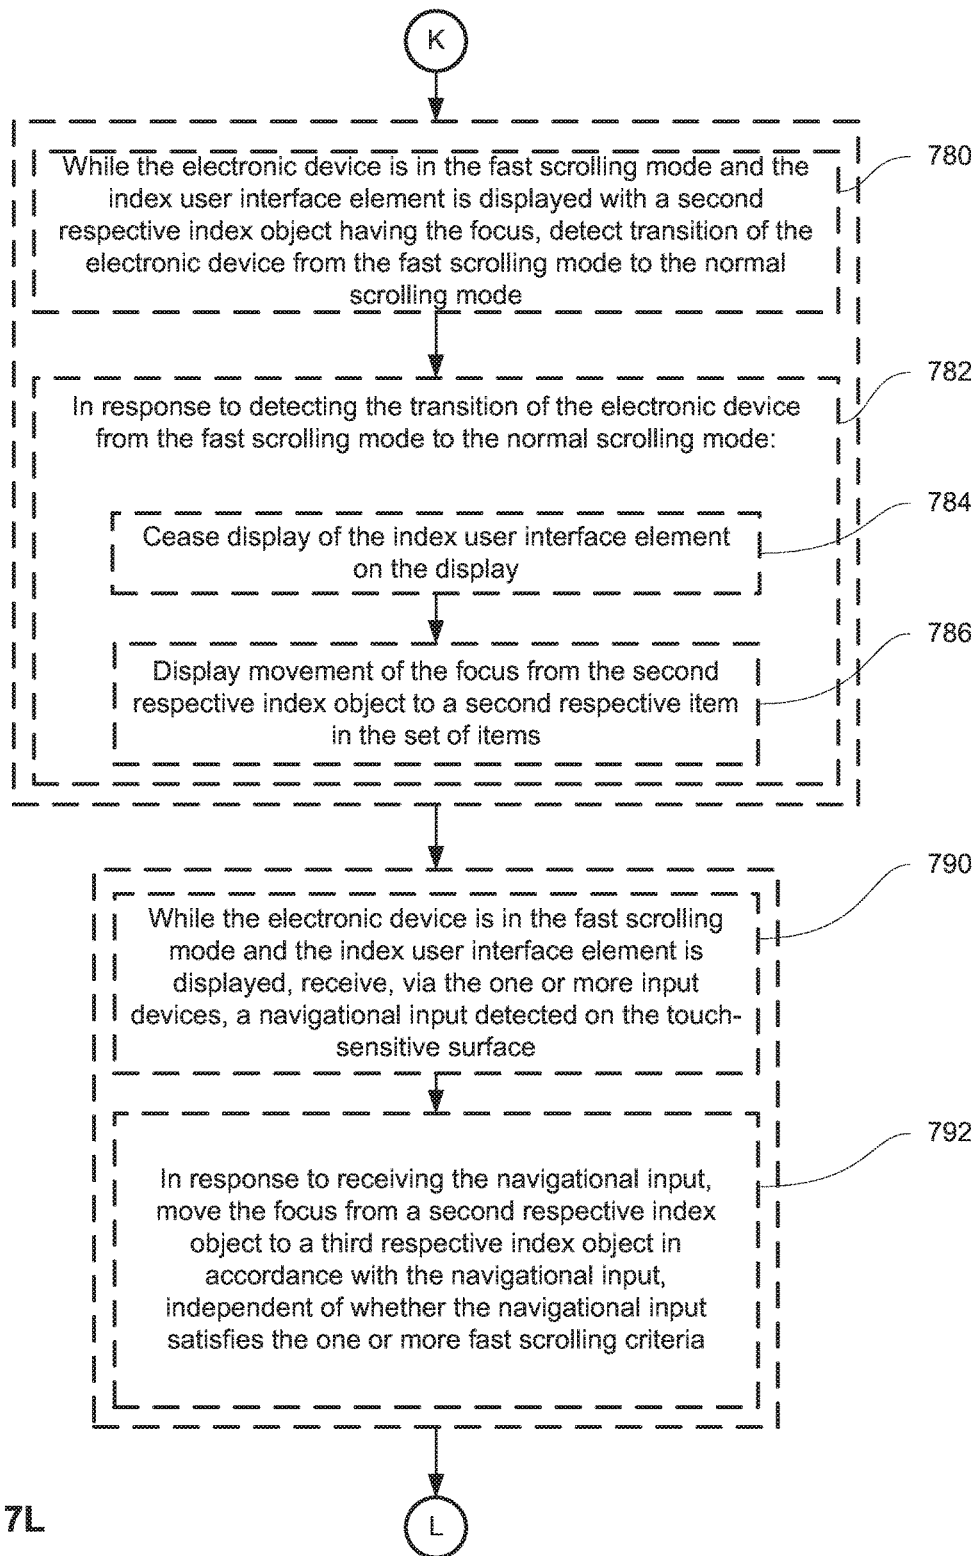 K
While the electronic device is in the fast scrolling mode and the
index user interface element is displayed with a second
respective index object having the focus, detect transition of the
electronic device from the fast scrolling mode to the normal
scrolling mode
780
782
In response to detecting the transition of the electronic device
from the fast scrolling mode to the normal scrolling mode:
784
Cease display of the index user interface element
on the display
786
Display movement of the focus from the second
respective index object to a second respective item
in the set of items
790
While the electronic device is in the fast scrolling
mode and the index user interface element is
displayed, receive, via the one or more input
devices, a navigational input detected on the touch-
sensitive surface
792
In response to receiving the navigational input,
move the focus from a second respective index
object to a third respective index object in
accordance with the navigational input,
independent of whether the navigational input
satisfies the one or more fast scrolling criteria
7L
L